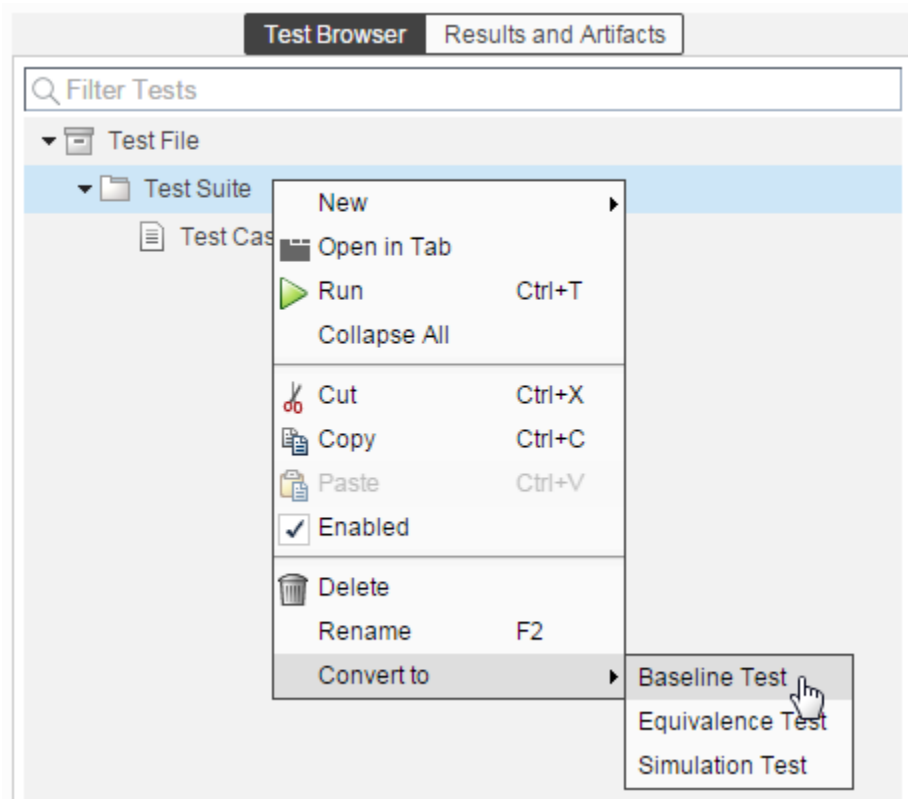 Test Browser Results and Artifacts
Filter Tests
Test File
Test Suite
Test Cas
New
Open in Tab
Run Ctrl+T
Collapse All
Cut Ctrl+X
Copy Ctrl+C
Paste Ctrl+V
Enabled
Delete
Rename F2
Convert to
Baseline Test
Equivalence Test
Simulation Test